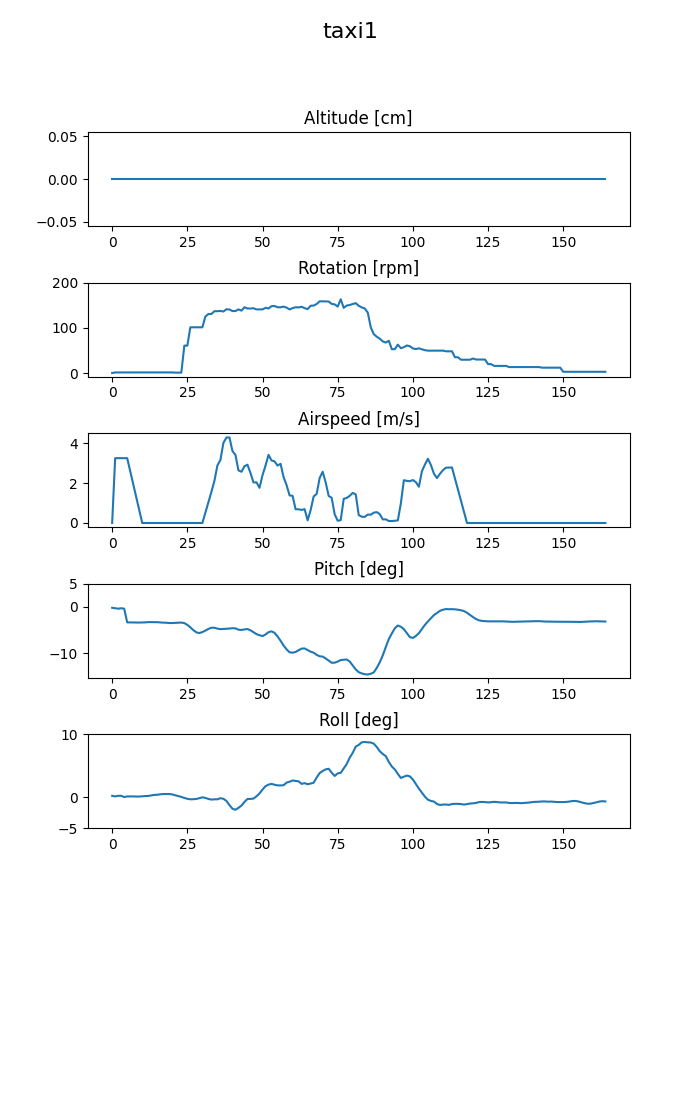 taxi1
Altitude [cm]
0.05
0.00
−0.05
0 25 50 75 100 125 150
Rotation [rpm]
200
100
0
0 25 50 75 100 125 150
Airspeed [m/s]
4
2
0
0 25 50 75 100 125 150
Pitch [deg]
5
0
−10
0 25 50 75 100 125 150
Roll [deg]
10
0
−5
0 25 50 75 100 125 150